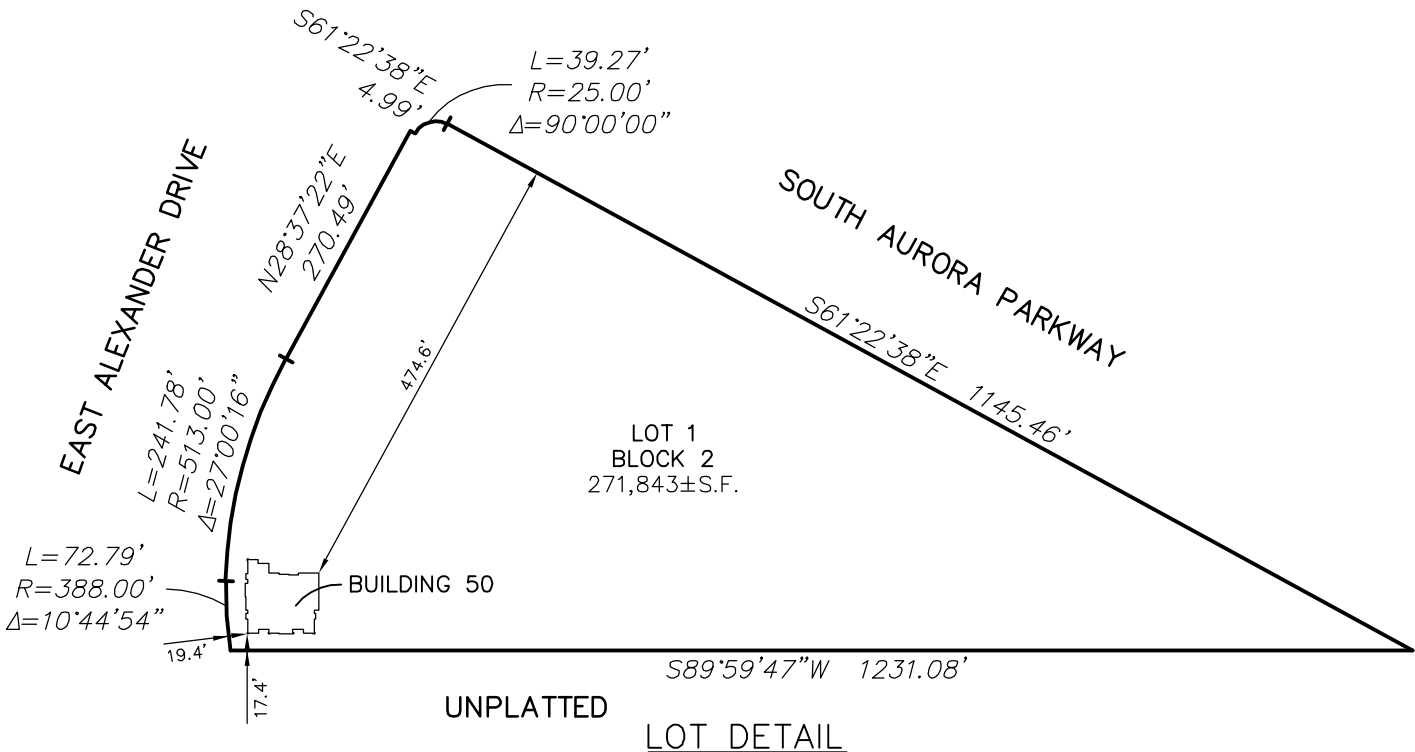 S61°22'38"E
4.99'
L=39.27'
R=25.00'
Δ=90°00'00"
EAST ALEXANDER DRIVE
N28°37'22"E
270.49'
SOUTH AURORA PARKWAY
S61°22'38"E 1145.46'
474.6'
L=241.78'
R=513.00'
Δ=27°00'16"
LOT 1
BLOCK 2
271,843±S.F.
L=72.79'
R=388.00'
Δ=10°44'54"
BUILDING 50
19.4'
17.4'
S89°59'47"W 1231.08'
UNPLATTED
LOT DETAIL